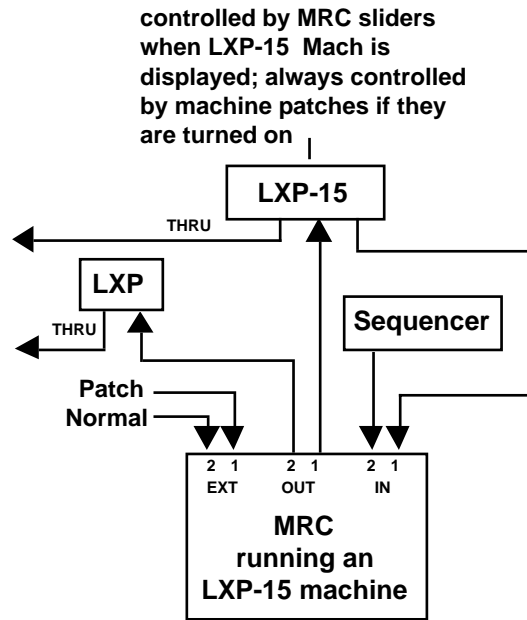 controlled by MRC sliders
when LXP-15 Mach is
displayed; always controlled
by machine patches if they
are turned on
LXP-15
THRU
LXP
THRU
Sequencer
Patch
Normal
2 1 2 1 2 1
EXT OUT IN
MRC
running an
LXP-15 machine